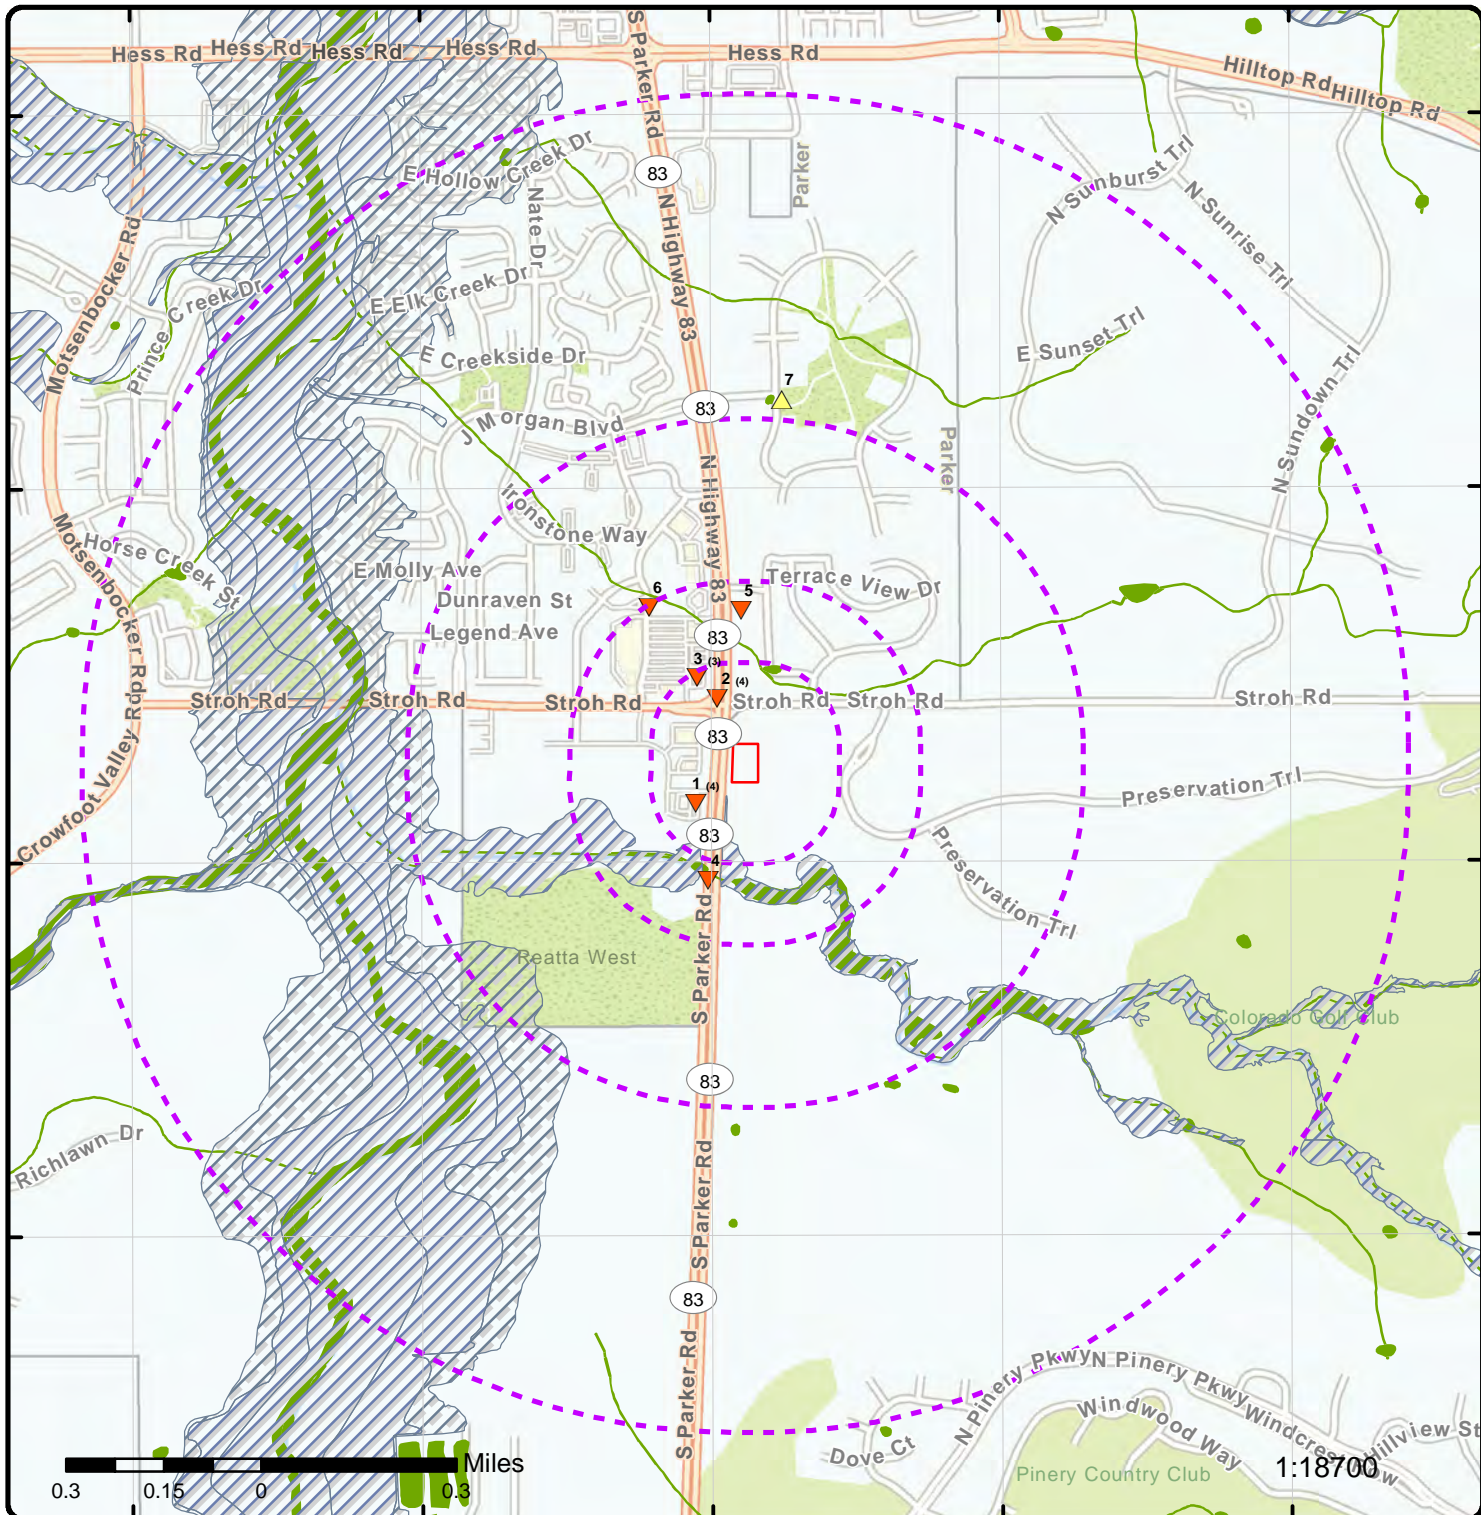 Hess Rd
Hess Rd
Hess Rd
Hess Rd
S Parker Rd
Hess Rd
Hilltop Rd
Hilltop Rd
E Hollow Creek Dr
83
Parker
N Sunburst Trl
N Sunrise Trl
Nate Dr
N Highway 83
Motsenbocker Rd
Prince Creek Dr
E Elk Creek Dr
E Creekside Dr
E Sunset Trl
N Sundown Trl
7
83
J Morgan Blvd
Parker
N Highway 83
Ironstone Way
Motsenbocker Rd
Horse Creek St
E Molly Ave
Terrace View Dr
Dunraven St
6
5
Legend Ave
83
3 (3)
2 (4)
Stroh Rd
Stroh Rd
Stroh Rd
Stroh Rd
Stroh Rd
Stroh Rd
83
Crowfoot Valley Rd
1 (4)
Preservation Trl
83
4
Preservation Trl
S Parker Rd
Reatta West
Colorado Golf Club
83
Richlawn Dr
S Parker Rd
83
S Parker Rd
N Pinery Pkwy
N Pinery Pkwy
Windwood Way
Windcrest Row
Hillview St
Dove Ct
Pinery Country Club
Miles
1:18700
0.3 0.15 0 0.3